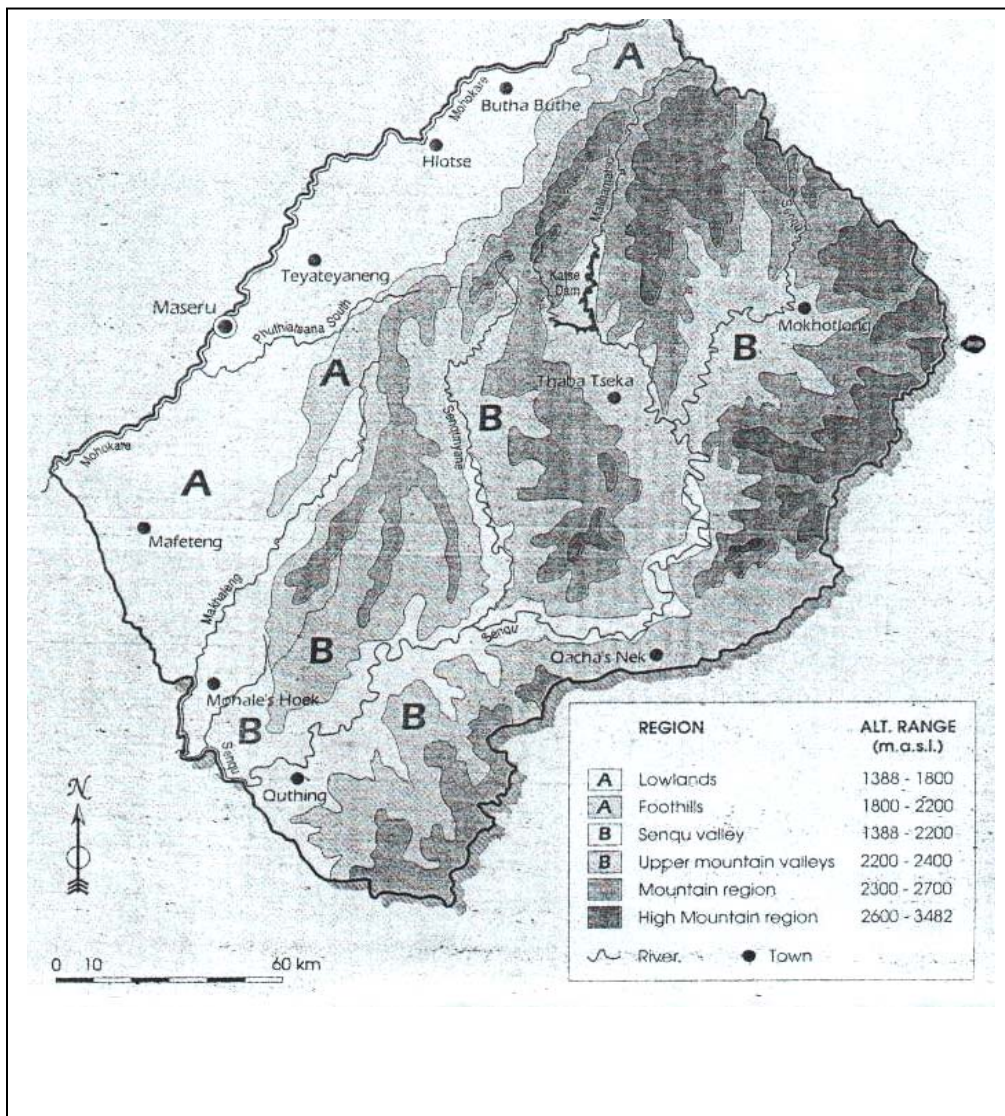 A
Mohokare
Butha Buthe
Hlotse
Teyateyaneng
Maseru
Phuthiatsana South
Katse
Dam
Mokhotlong
A
B
Thaba Tseka
B
Senqunyane
Mohokare
A
Mafeteng
Makhaleng
Senqu
Qacha's Nek
B
Mohale's Hoek
B
B
Senqu
Quthing
N
0 10 60 km
REGION ALT. RANGE
(m.a.s.l.)
A Lowlands 1388 - 1800
A Foothills 1800 - 2200
B Senqu valley 1388 - 2200
B Upper mountain valleys 2200 - 2400
Mountain region 2300 - 2700
High Mountain region 2600 - 3482
River Town